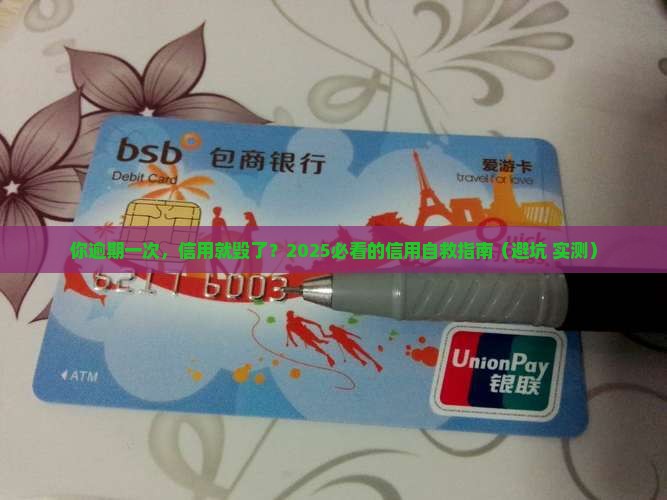 bsb 包商银行
Debit Card
爱游卡
travel for love
你逾期一次，信用就毁了？2025必看的信用自救指南（避坑 实测）
6217 6003
ATM
UnionPay
银联